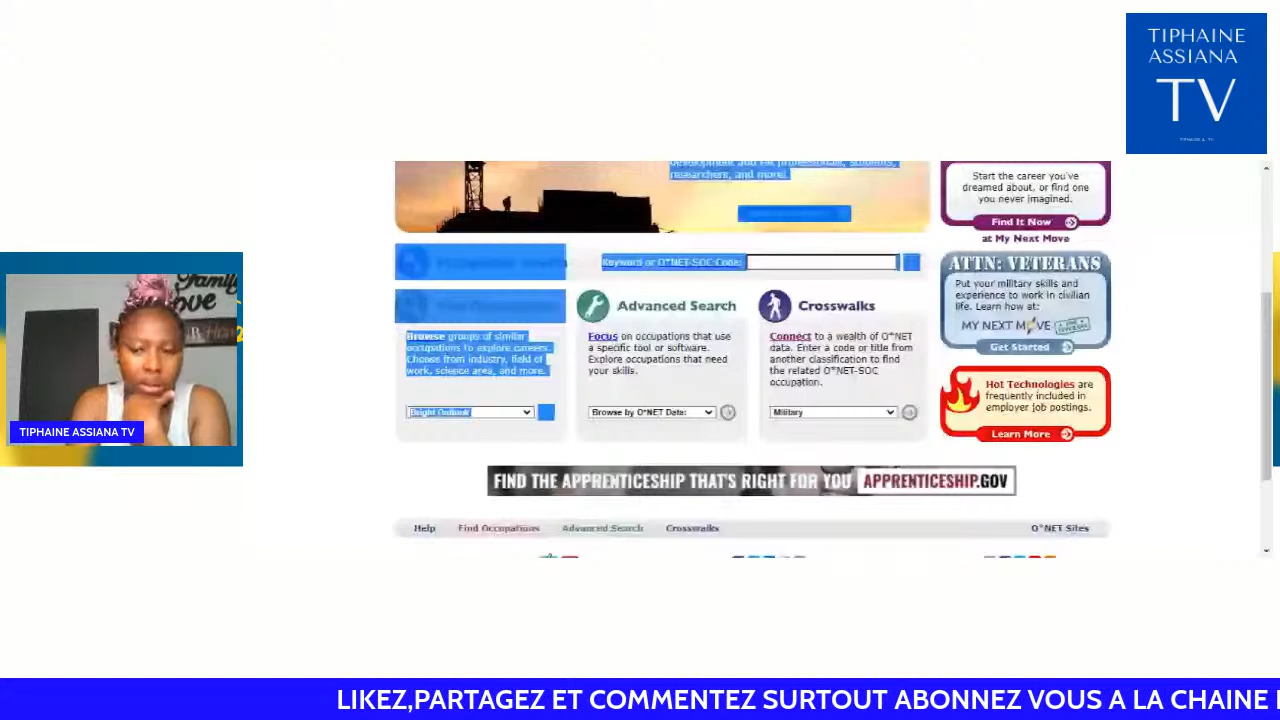 TIPHAINE
ASSIANA
TV
TIPHAINE A. TV
researchers, and more!
Start the career you've
dreamed about, or find one
you never imagined.
Find It Now
at My Next Move
Keyword or O*NET-SOC Code:
ATTN: VETERANS
Put your military skills and
experience to work in civilian
life. Learn how at:
MY NEXT MOVE
Get Started
Advanced Search
Crosswalks
Browse groups of similar
occupations to explore careers.
Choose from industry, field of
work, science area, and more.
Focus on occupations that use
a specific tool or software.
Explore occupations that need
your skills.
Connect to a wealth of O*NET
data. Enter a code or title from
another classification to find
the related O*NET-SOC
occupation.
Hot Technologies are
frequently included in
employer job postings.
Learn More
Bright Outlook
Browse by O*NET Data:
Military
Family
TIPHAINE ASSIANA TV
FIND THE APPRENTICESHIP THAT'S RIGHT FOR YOU APPRENTICESHIP.GOV
Help Find Occupations Advanced Search Crosswalks O*NET Sites
LIKEZ,PARTAGEZ ET COMMENTEZ SURTOUT ABONNEZ VOUS A LA CHAINE